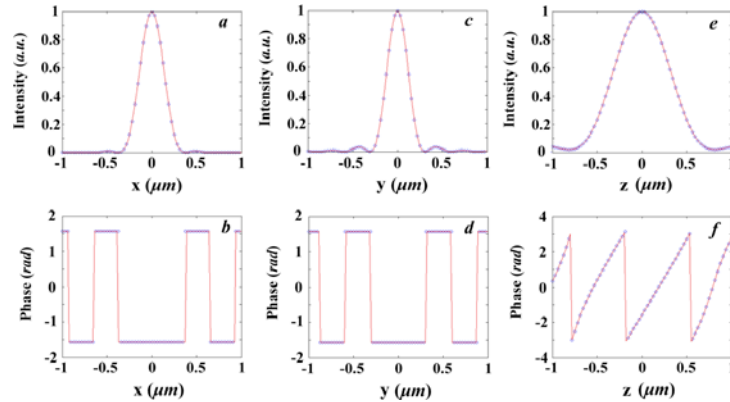 a
Intensity (a.u.)
1
0.8
0.6
0.4
0.2
0
-1 -0.5 0 0.5 1
x (μm)
c
Intensity (a.u.)
1
0.8
0.6
0.4
0.2
0
-1 -0.5 0 0.5 1
y (μm)
e
Intensity (a.u.)
1
0.8
0.6
0.4
0.2
0
-1 -0.5 0 0.5 1
z (μm)
b
Phase (rad)
2
1
0
-1
-2
-1 -0.5 0 0.5 1
x (μm)
d
Phase (rad)
2
1
0
-1
-2
-1 -0.5 0 0.5 1
y (μm)
f
Phase (rad)
4
2
0
-2
-4
-1 -0.5 0 0.5 1
z (μm)